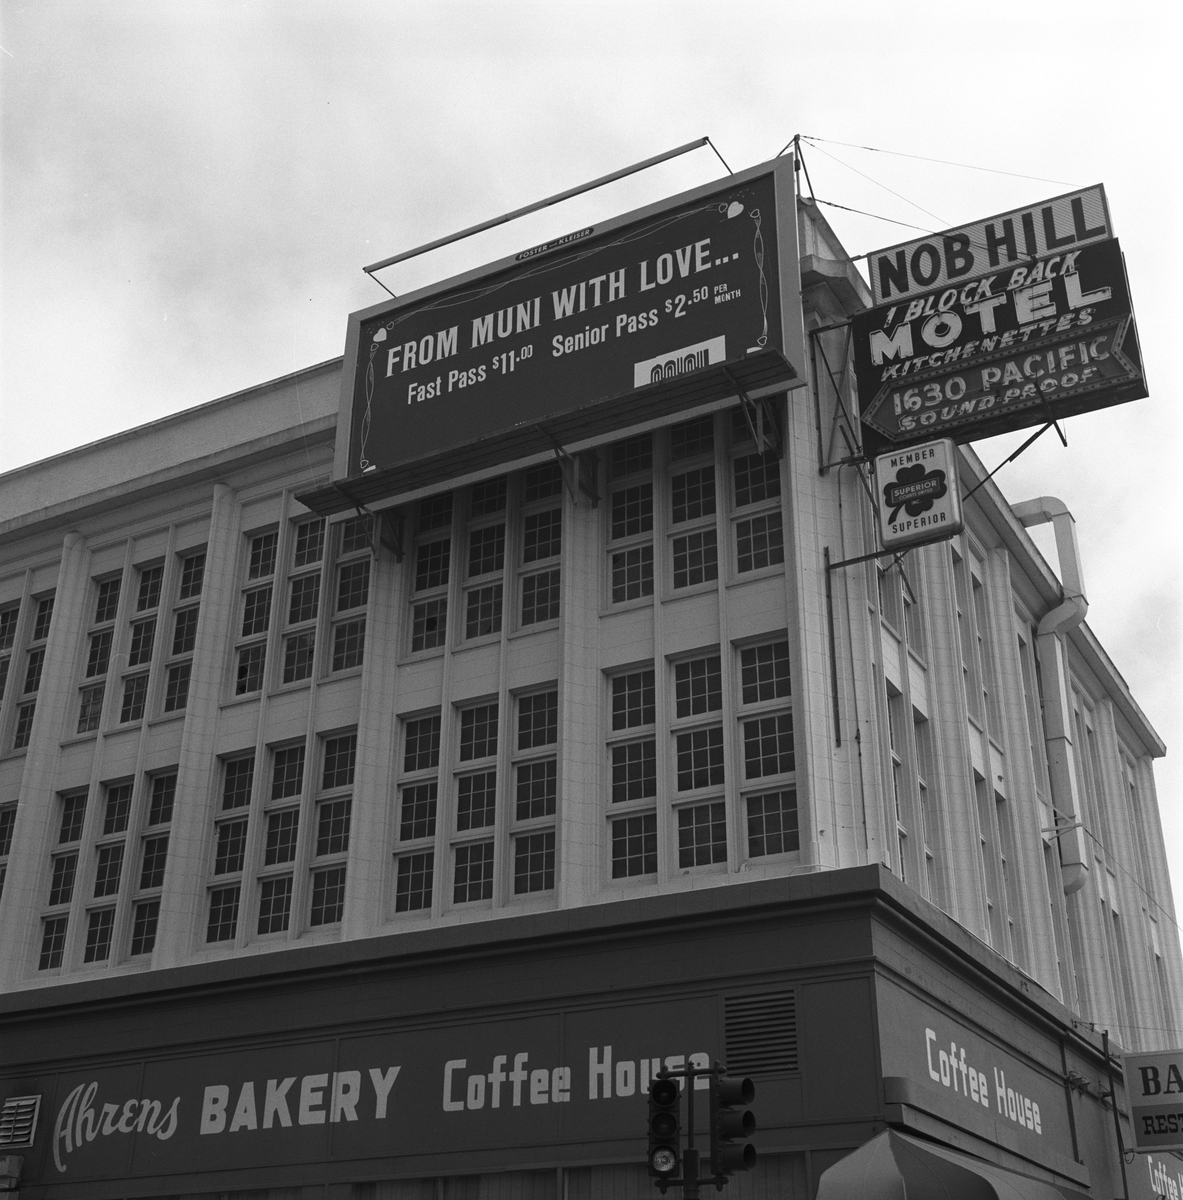 FOSTER AND KLEISER
FROM MUNI WITH LOVE...
Fast Pass $11.00 Senior Pass $2.50 PER MONTH
muni
NOB HILL
1 BLOCK BACK
MOTEL
KITCHENETTES
1630 PACIFIC
SOUND PROOF
MEMBER
SUPERIOR
INC.
SUPERIOR
Ahrens BAKERY Coffee House
Coffee House
BA
REST
Coffee